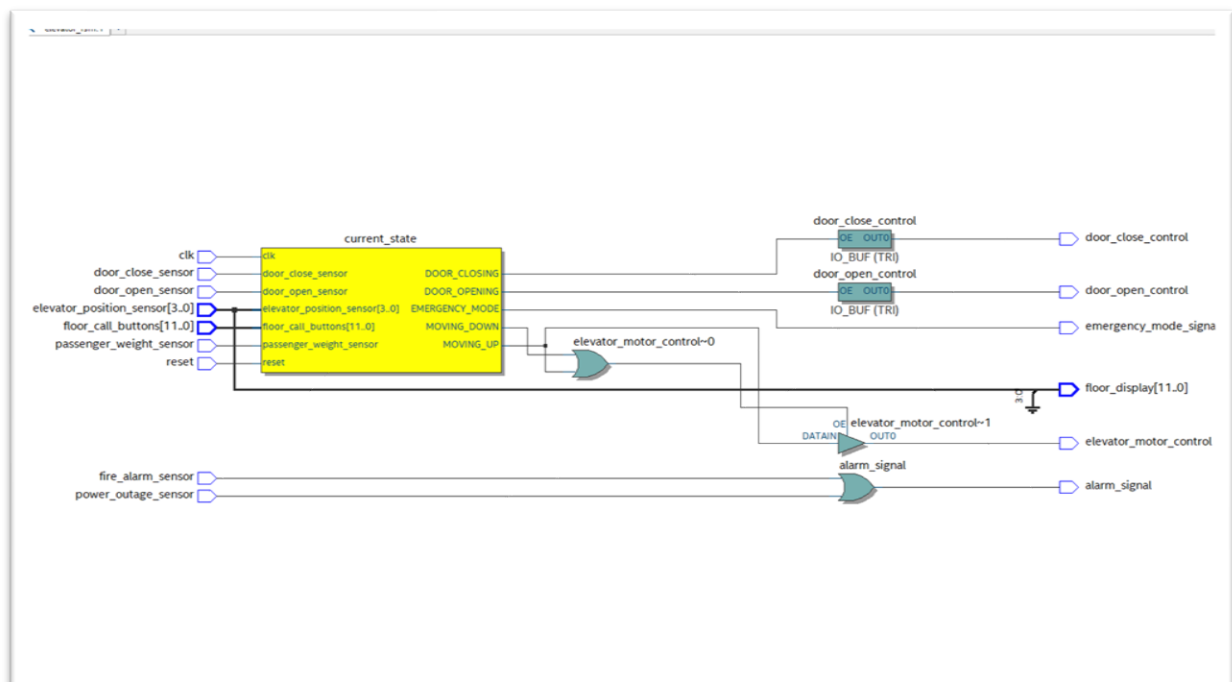 door_close_control
current_state
clk
clk
OE OUT0
door_close_control
door_close_sensor
door_close_sensor
DOOR_CLOSING
IO_BUF (TRI)
door_open_control
door_open_sensor
door_open_sensor
DOOR_OPENING
OE OUT0
door_open_control
elevator_position_sensor[3..0]
elevator_position_sensor[3..0]
EMERGENCY_MODE
IO_BUF (TRI)
floor_call_buttons[11..0]
floor_call_buttons[11..0]
MOVING_DOWN
emergency_mode_signa
passenger_weight_sensor
passenger_weight_sensor
MOVING_UP
elevator_motor_control~0
reset
reset
floor_display[11..0]
OE
elevator_motor_control~1
DATAIN
OUT0
elevator_motor_control
alarm_signal
fire_alarm_sensor
power_outage_sensor
alarm_signal